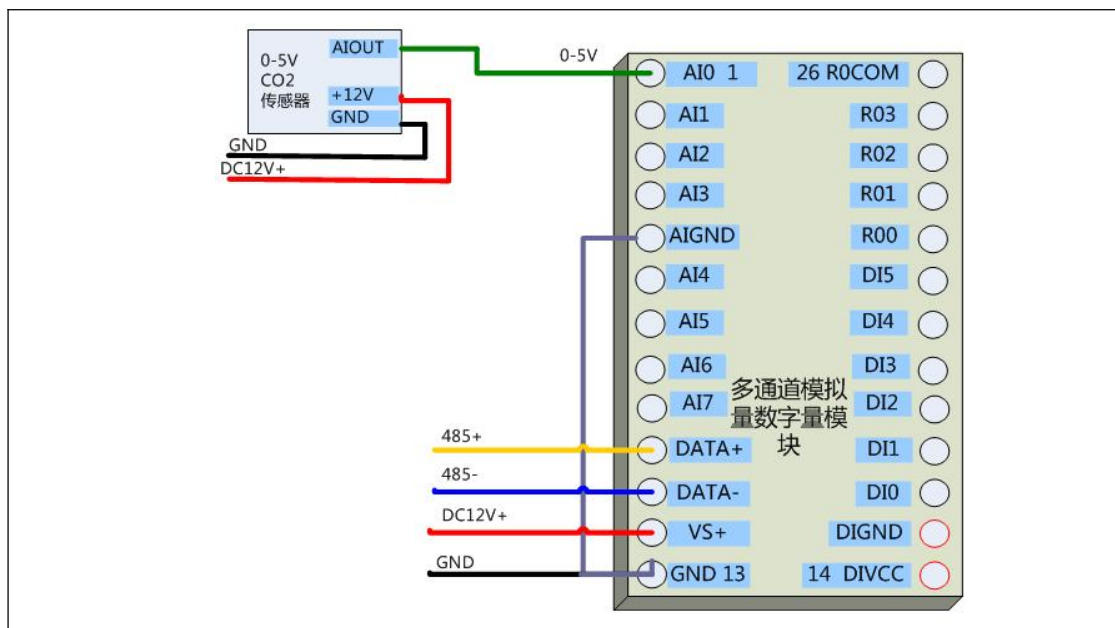 0-5V
CO2
传感器
AIOUT
+12V
GND
GND
DC12V+
0-5V
AI0 1
26 R0COM
AI1
R03
AI2
R02
AI3
R01
AIGND
R00
AI4
DI5
AI5
DI4
AI6
DI3
AI7
DI2
多通道模拟
量数字量模
块
485+
DATA+
DI1
485-
DATA-
DI0
DC12V+
VS+
DIGND
GND
GND 13
14 DIVCC